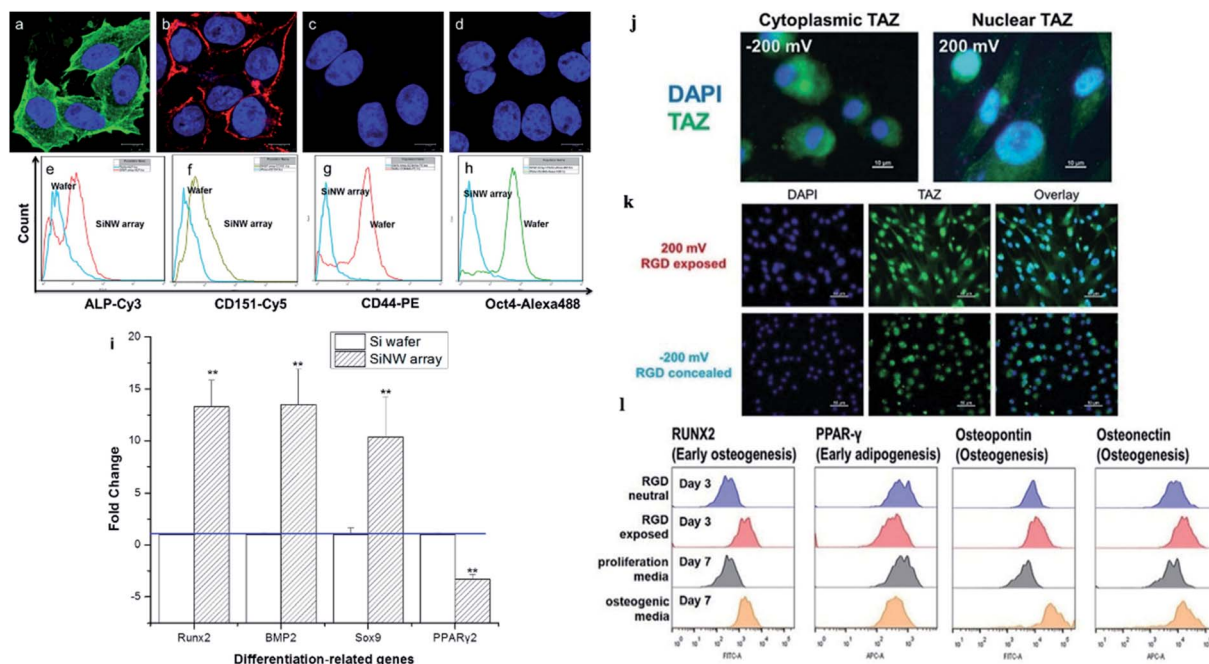 a
b
c
d
e
f
g
h
Wafer
SiNW array
Wafer
SiNW array
SiNW array
Wafer
SiNW array
Wafer
Count
ALP-Cy3
CD151-Cy5
CD44-PE
Oct4-Alexa488
i
Si wafer
SiNW array
20
15
10
5
0
-5
**
**
**
**
Fold Change
Runx2
BMP2
Sox9
PPARγ2
Differentiation-related genes
j
Cytoplasmic TAZ
Nuclear TAZ
-200 mV
200 mV
DAPI
TAZ
10 μm
10 μm
k
DAPI
TAZ
Overlay
200 mV
RGD exposed
-200 mV
RGD concealed
l
RUNX2
(Early osteogenesis)
PPAR-γ
(Early adipogenesis)
Osteopontin
(Osteogenesis)
Osteonectin
(Osteogenesis)
RGD
neutral
Day 3
RGD
exposed
Day 3
proliferation
media
Day 7
osteogenic
media
Day 7
FITC-A
APC-A
FITC-A
APC-A